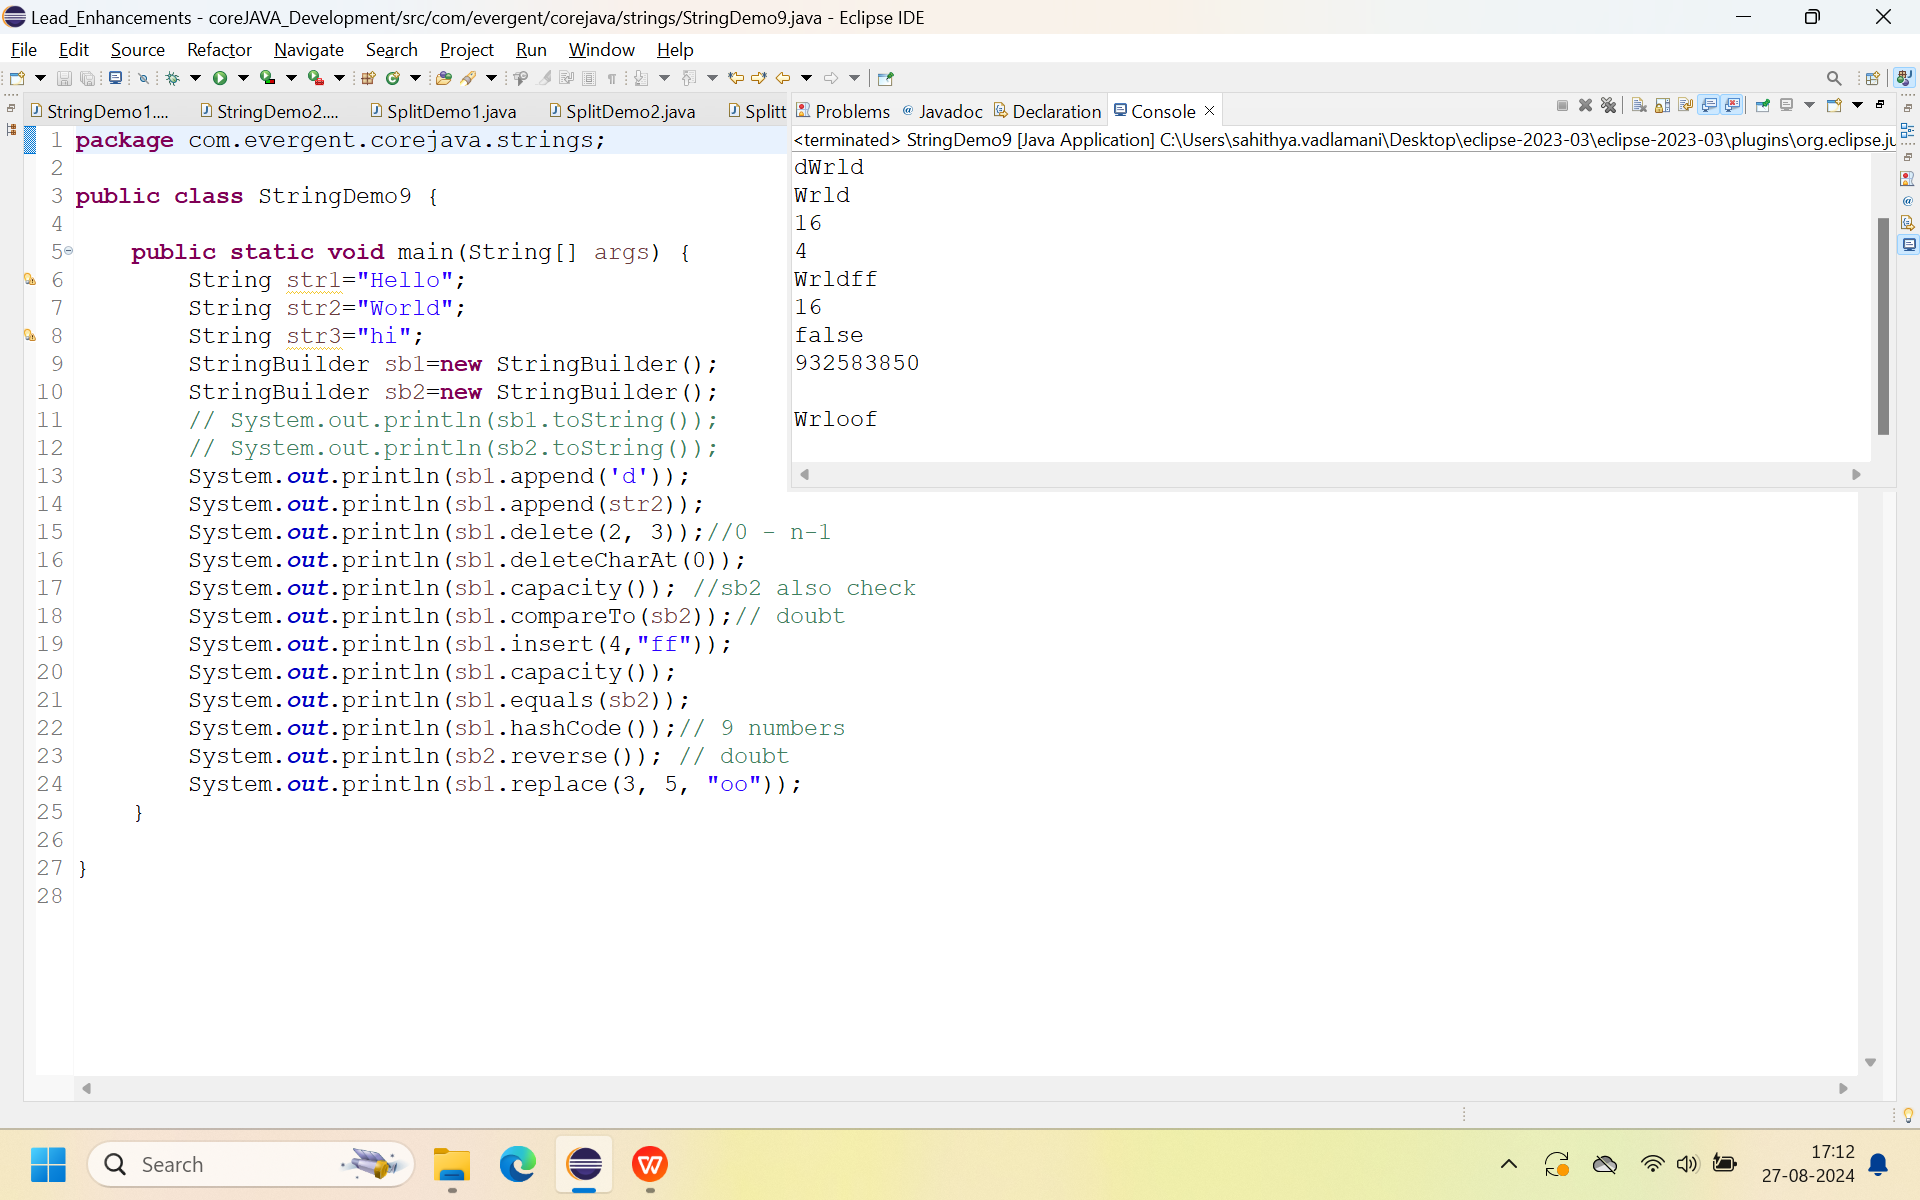 Lead_Enhancements - coreJAVA_Development/src/com/evergent/corejava/strings/StringDemo9.java - Eclipse IDE
File Edit Source Refactor Navigate Search Project Run Window Help
StringDemo1.... StringDemo2.... SplitDemo1.java SplitDemo2.java Splitt
1 package com.evergent.corejava.strings;
2
3 public class StringDemo9 {
4
5 public static void main(String[] args) {
6 String str1="Hello";
7 String str2="World";
8 String str3="hi";
9 StringBuilder sb1=new StringBuilder();
10 StringBuilder sb2=new StringBuilder();
11 // System.out.println(sb1.toString());
12 // System.out.println(sb2.toString());
13 System.out.println(sb1.append('d'));
14 System.out.println(sb1.append(str2));
15 System.out.println(sb1.delete(2, 3));//0 - n-1
16 System.out.println(sb1.deleteCharAt(0));
17 System.out.println(sb1.capacity()); //sb2 also check
18 System.out.println(sb1.compareTo(sb2));// doubt
19 System.out.println(sb1.insert(4,"ff"));
20 System.out.println(sb1.capacity());
21 System.out.println(sb1.equals(sb2));
22 System.out.println(sb1.hashCode());// 9 numbers
23 System.out.println(sb2.reverse()); // doubt
24 System.out.println(sb1.replace(3, 5, "oo"));
25 }
26
27 }
28
Problems @ Javadoc Declaration Console
<terminated> StringDemo9 [Java Application] C:\Users\sahithya.vadlamani\Desktop\eclipse-2023-03\eclipse-2023-03\plugins\org.eclipse.ju
dWrld
Wrld
16
4
Wrldff
16
false
932583850
Wrloof
Search
17:12
27-08-2024